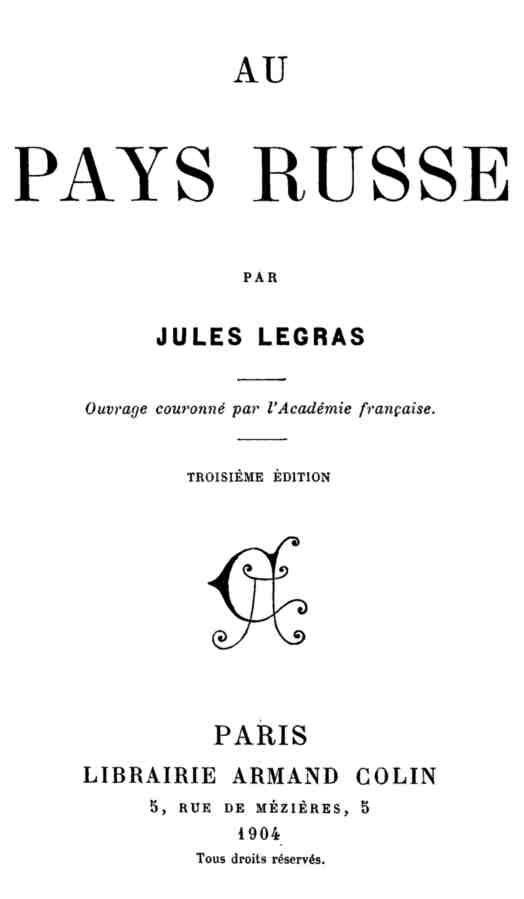 AU
PAYS RUSSE
PAR
JULES LEGRAS
Ouvrage couronné par l'Académie française.
TROISIÈME ÉDITION
PARIS
LIBRAIRIE ARMAND COLIN
5, RUE DE MÉZIÈRES, 5
1904
Tous droits réservés.